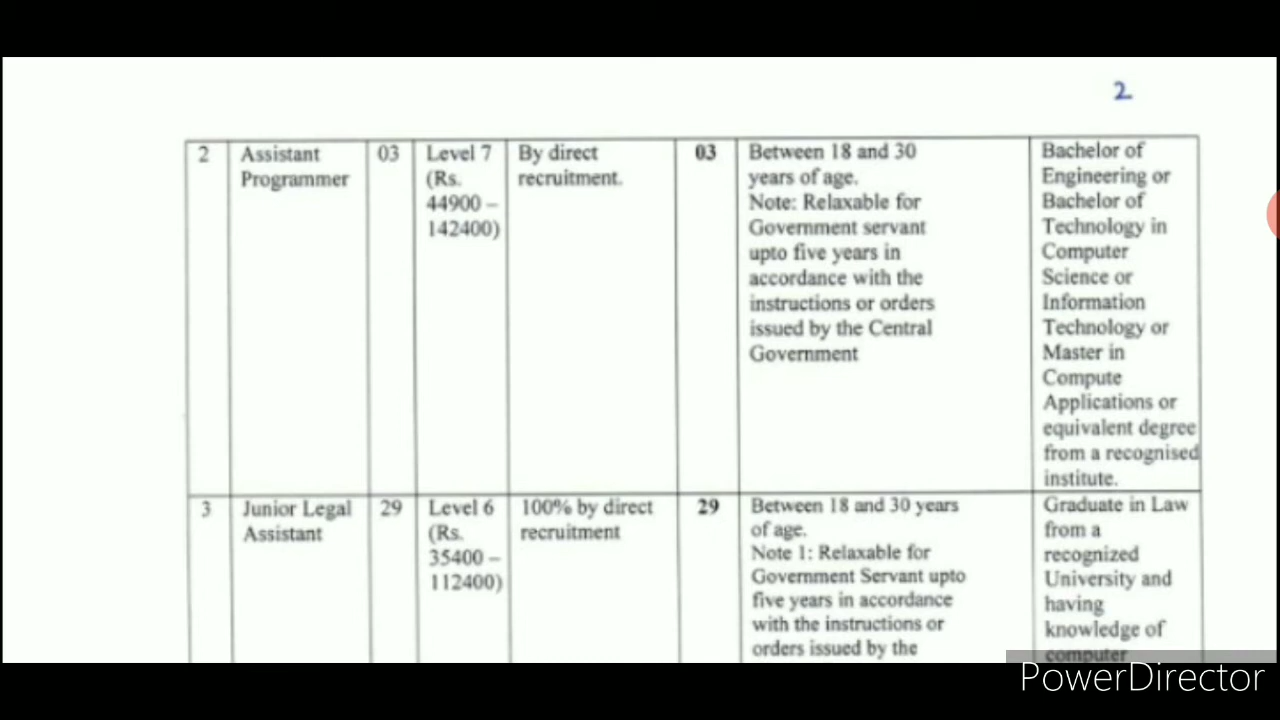 2
2
Assistant
Programmer
03
Level 7
(Rs.
44900 –
142400)
By direct
recruitment.
03
Between 18 and 30
years of age.
Note: Relaxable for
Government servant
upto five years in
accordance with the
instructions or orders
issued by the Central
Government
Bachelor of
Engineering or
Bachelor of
Technology in
Computer
Science or
Information
Technology or
Master in
Compute
Applications or
equivalent degree
from a recognised
institute.
3
Junior Legal
Assistant
29
Level 6
(Rs.
35400 –
112400)
100% by direct
recruitment
29
Between 18 and 30 years
of age.
Note 1: Relaxable for
Government Servant upto
five years in accordance
with the instructions or
orders issued by the
Graduate in Law
from a
recognized
University and
having
knowledge of
computer
PowerDirector